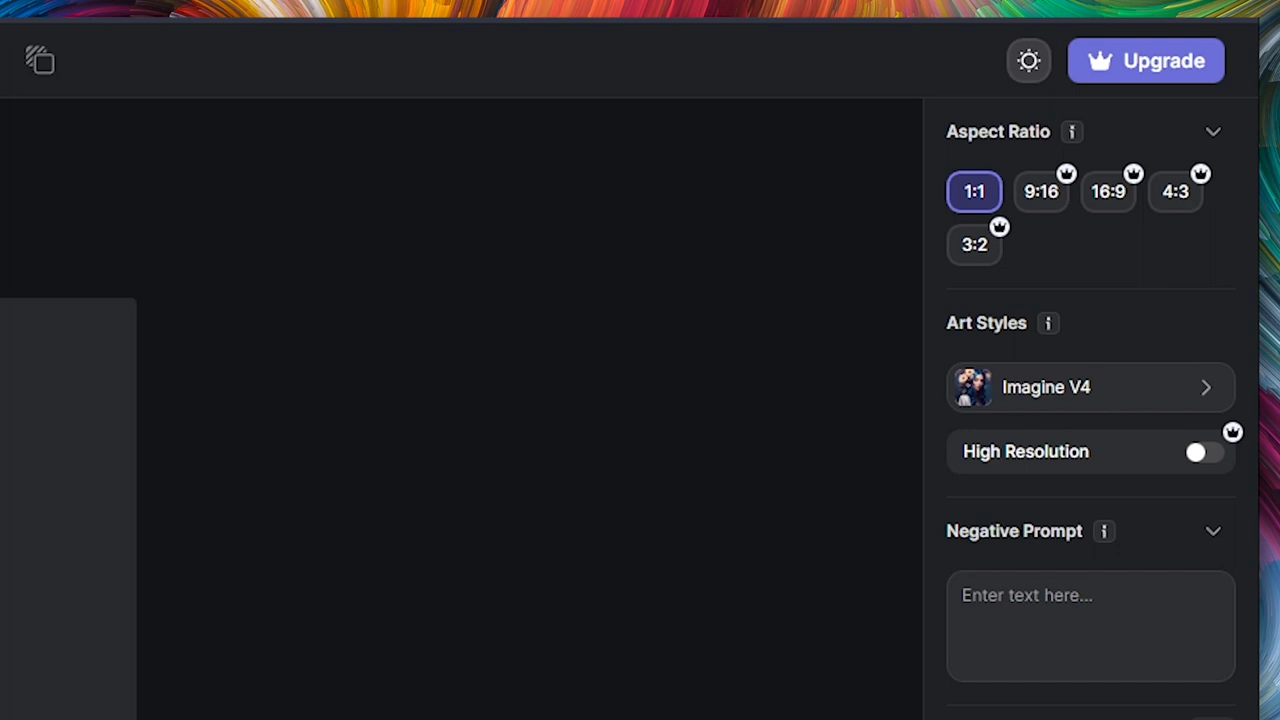 Upgrade
Aspect Ratio
1:1 9:16 16:9 4:3
3:2
Art Styles
Imagine V4
High Resolution
Negative Prompt
Enter text here...